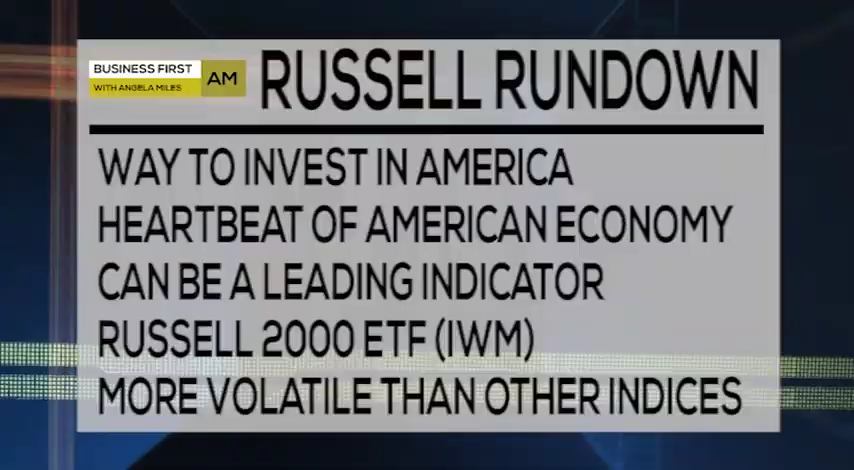 BUSINESS FIRST
WITH ANGELA MILES
AM
RUSSELL RUNDOWN
WAY TO INVEST IN AMERICA
HEARTBEAT OF AMERICAN ECONOMY
CAN BE A LEADING INDICATOR
RUSSELL 2000 ETF (IWM)
MORE VOLATILE THAN OTHER INDICES